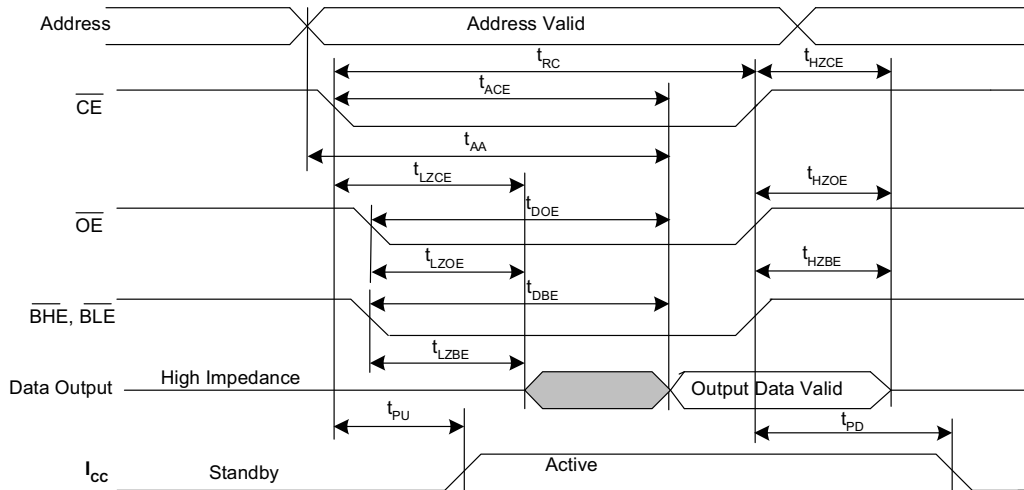 Address
Address Valid
tRC
tHZCE
tACE
CE
tAA
tLZCE
tHZOE
tDOE
OE
tLZOE
tHZBE
tDBE
BHE, BLE
tLZBE
Data Output
High Impedance
Output Data Valid
tPU
tPD
ICC
Standby
Active